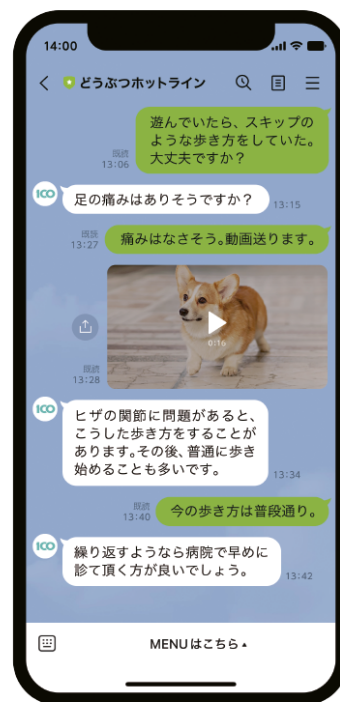 14:00
どうぶつホットライン
遊んでいたら、スキップの
ような歩き方をしていた。
大丈夫ですか？
既読
13:06
足の痛みはありそうですか？
13:15
既読
13:27
痛みはなさそう。動画送ります。
0:16
既読
13:28
ヒザの関節に問題があると、
こうした歩き方をすることが
あります。その後、普通に歩き
始めることも多いです。
13:34
既読
13:40
今の歩き方は普段通り。
繰り返すようなら病院で早めに
診て頂く方が良いでしょう。
13:42
MENUはこちら▲